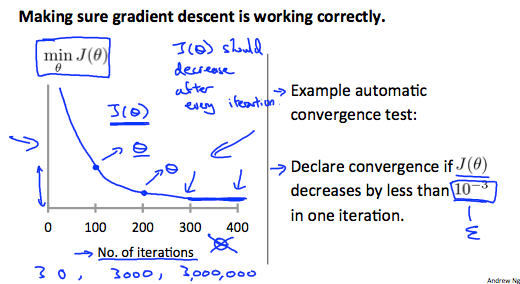 Making sure gradient descent is working correctly.
min J(θ)
θ
J(θ) should
decrease
after
every iteration.
J(θ)
θ
θ
0 100 200 300 400
→ No. of iterations
30, 3000, 3,000,000
→ Example automatic
convergence test:
→ Declare convergence if J(θ)
decreases by less than 10⁻³
in one iteration.
ε
Andrew Ng